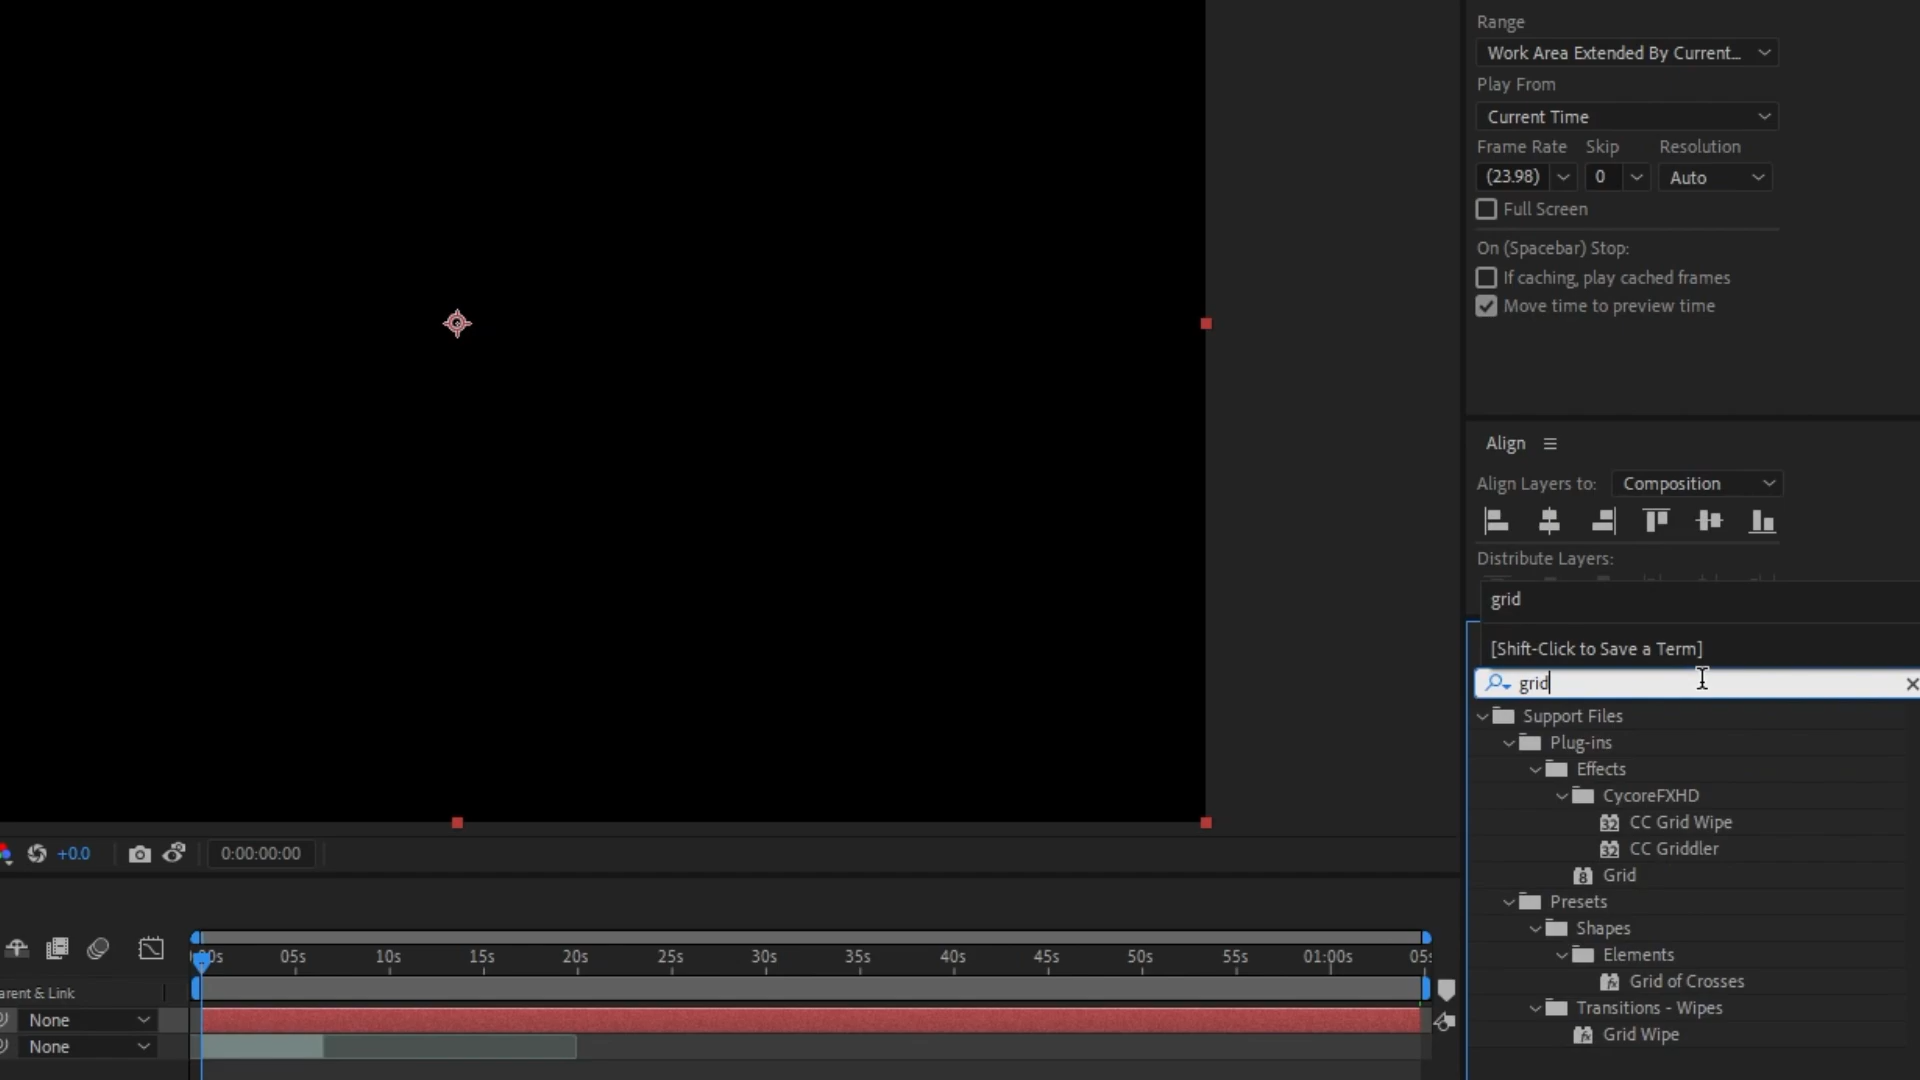 Range
Work Area Extended By Current...
Play From
Current Time
Frame Rate Skip Resolution
(23.98) 0 Auto
Full Screen
On (Spacebar) Stop:
If caching, play cached frames
Move time to preview time
Align
Align Layers to: Composition
Distribute Layers:
grid
[Shift-Click to Save a Term]
grid
Support Files
Plug-ins
Effects
CycoreFXHD
32 CC Grid Wipe
32 CC Griddler
8 Grid
Presets
Shapes
Elements
Grid of Crosses
Transitions - Wipes
Grid Wipe
+0.0 0:00:00:00
05s 10s 15s 20s 25s 30s 35s 40s 45s 50s 55s 01:00s
arent & Link
None
None